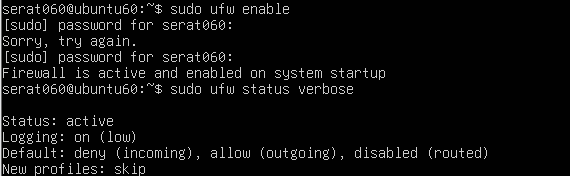 serat060@ubuntu60:~$ sudo ufw enable
[sudo] password for serat060:
Sorry, try again.
[sudo] password for serat060:
Firewall is active and enabled on system startup
serat060@ubuntu60:~$ sudo ufw status verbose
Status: active
Logging: on (low)
Default: deny (incoming), allow (outgoing), disabled (routed)
New profiles: skip